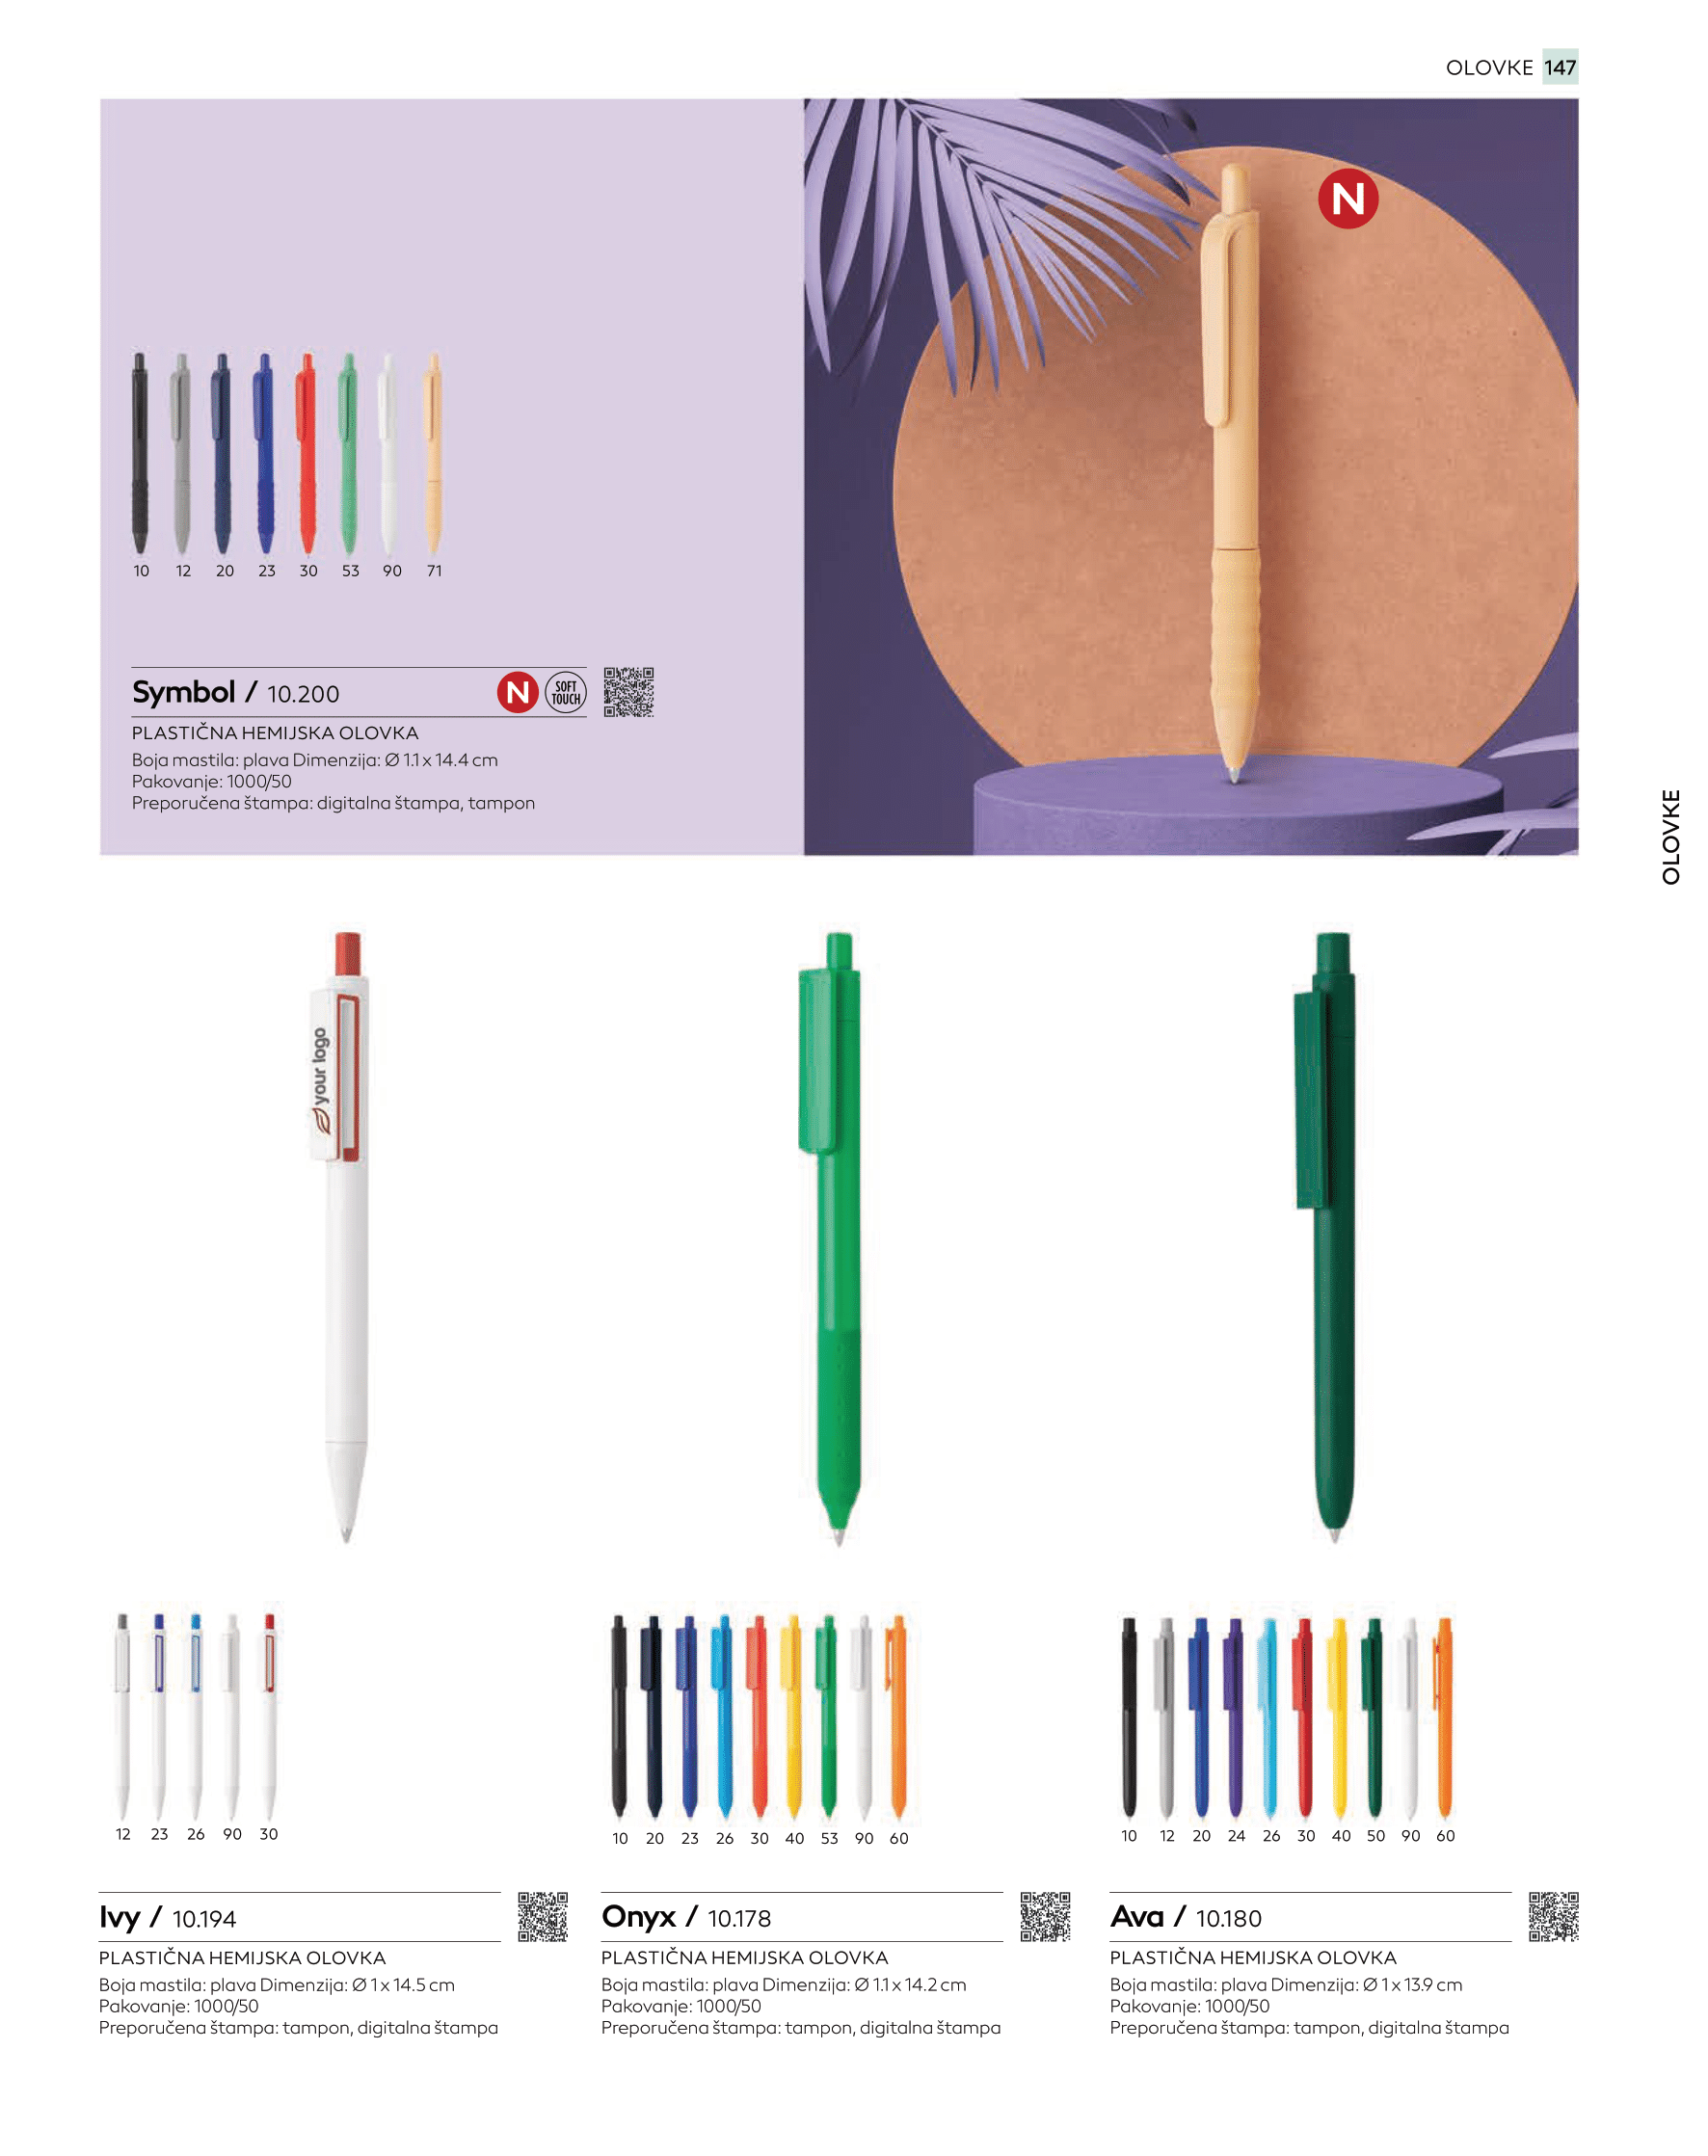 OLOVKE 147
N
10 12 20 23 30 53 90 71
Symbol / 10.200 N SOFT TOUCH
PLASTIČNA HEMIJSKA OLOVKA
Boja mastila: plava Dimenzija: Ø 1.1 x 14.4 cm
Pakovanje: 1000/50
Preporučena štampa: digitalna štampa, tampon
OLOVKE
your logo
12 23 26 90 30
10 20 23 26 30 40 53 90 60
10 12 20 24 26 30 40 50 90 60
Ivy / 10.194
PLASTIČNA HEMIJSKA OLOVKA
Boja mastila: plava Dimenzija: Ø 1 x 14.5 cm
Pakovanje: 1000/50
Preporučena štampa: tampon, digitalna štampa
Onyx / 10.178
PLASTIČNA HEMIJSKA OLOVKA
Boja mastila: plava Dimenzija: Ø 1.1 x 14.2 cm
Pakovanje: 1000/50
Preporučena štampa: tampon, digitalna štampa
Ava / 10.180
PLASTIČNA HEMIJSKA OLOVKA
Boja mastila: plava Dimenzija: Ø 1 x 13.9 cm
Pakovanje: 1000/50
Preporučena štampa: tampon, digitalna štampa